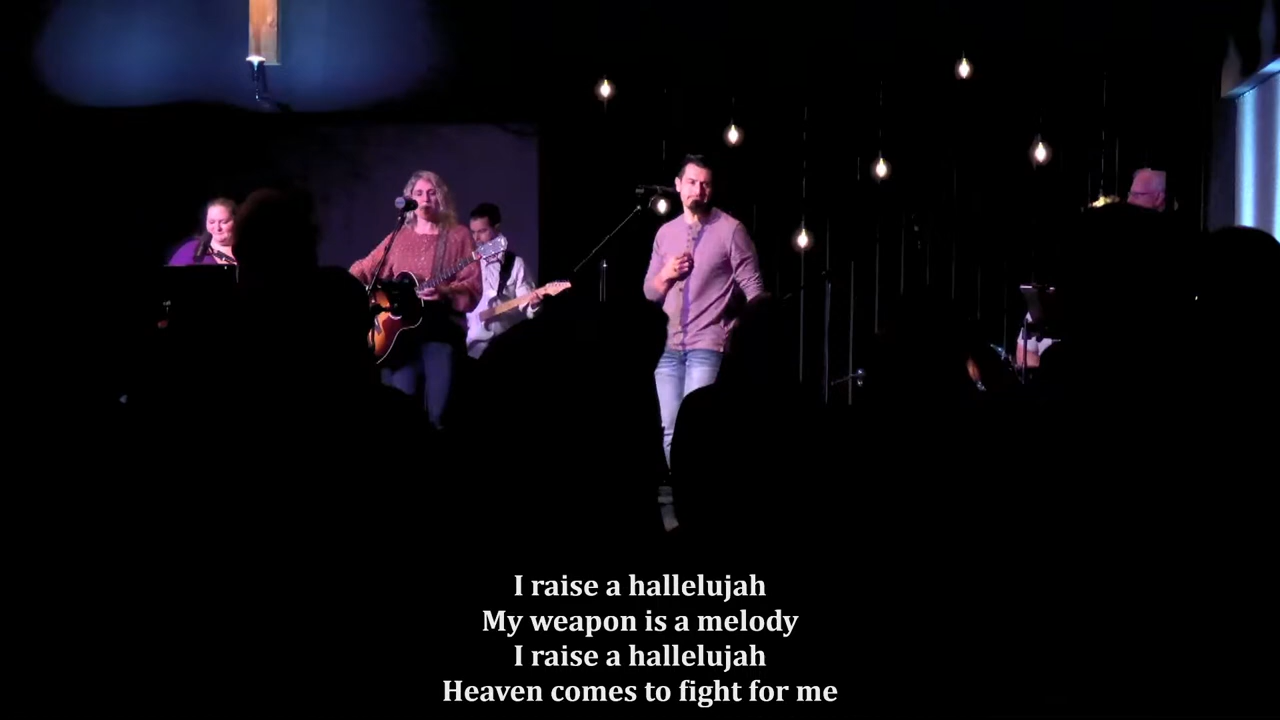 I raise a hallelujah
My weapon is a melody
I raise a hallelujah
Heaven comes to fight for me